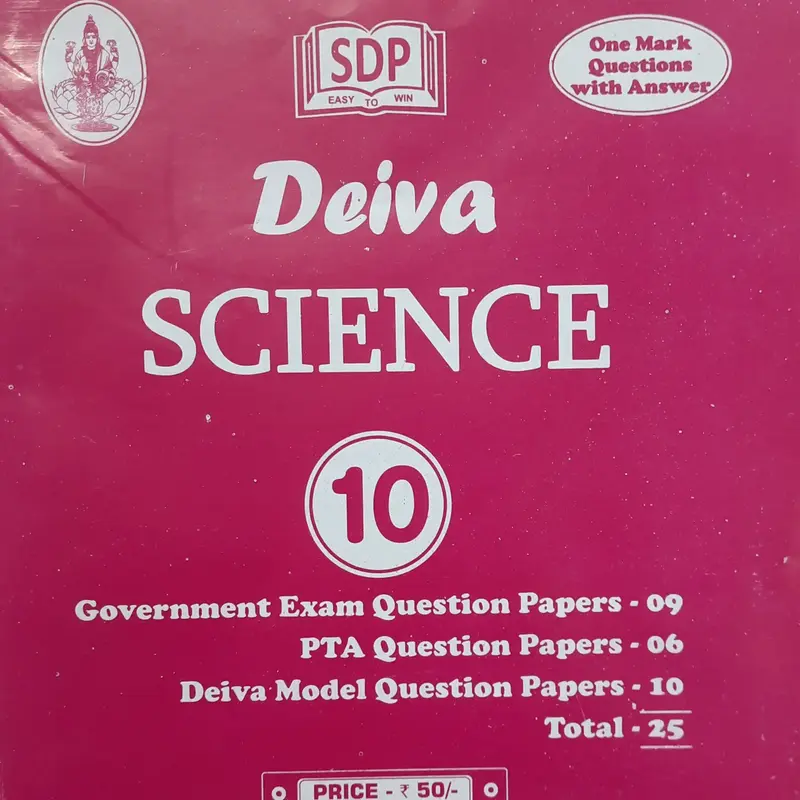 SDP
EASY TO WIN
One Mark
Questions
with Answer
Deiva
SCIENCE
10
Government Exam Question Papers - 09
PTA Question Papers - 06
Deiva Model Question Papers - 10
Total - 25
PRICE - ₹ 50/-